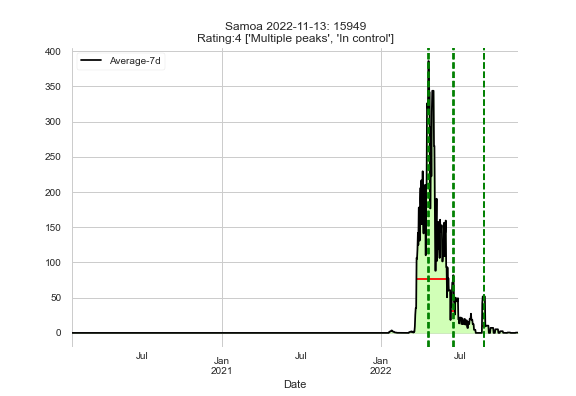 Samoa 2022-11-13: 15949
Rating:4 ['Multiple peaks', 'In control']
Average-7d
400
350
300
250
200
150
100
50
0
Jul
Jan
2021
Jul
Jan
2022
Jul
Date